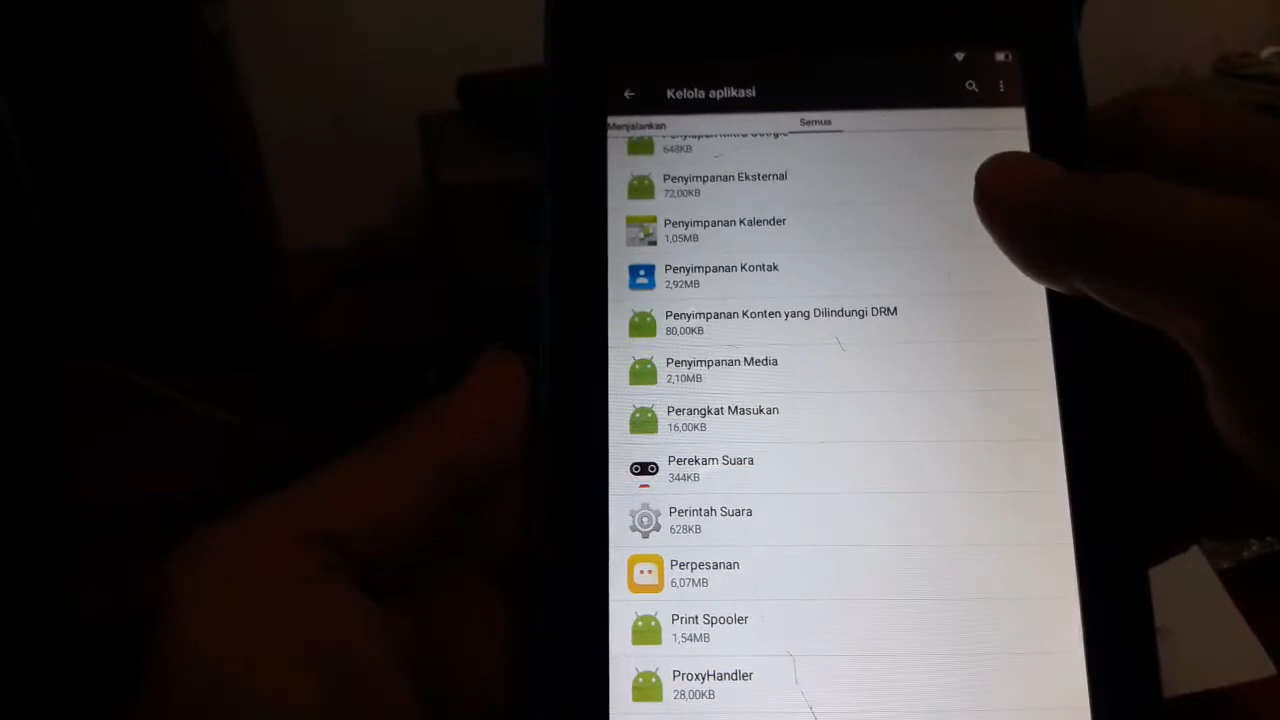 Kelola aplikasi
Menjalankan
Semua
Penyiapan Mitra Google
648KB
Penyimpanan Eksternal
72,00KB
Penyimpanan Kalender
1,05MB
Penyimpanan Kontak
2,92MB
Penyimpanan Konten yang Dilindungi DRM
80,00KB
Penyimpanan Media
2,10MB
Perangkat Masukan
16,00KB
Perekam Suara
344KB
Perintah Suara
628KB
Perpesanan
6,07MB
Print Spooler
1,54MB
ProxyHandler
28,00KB